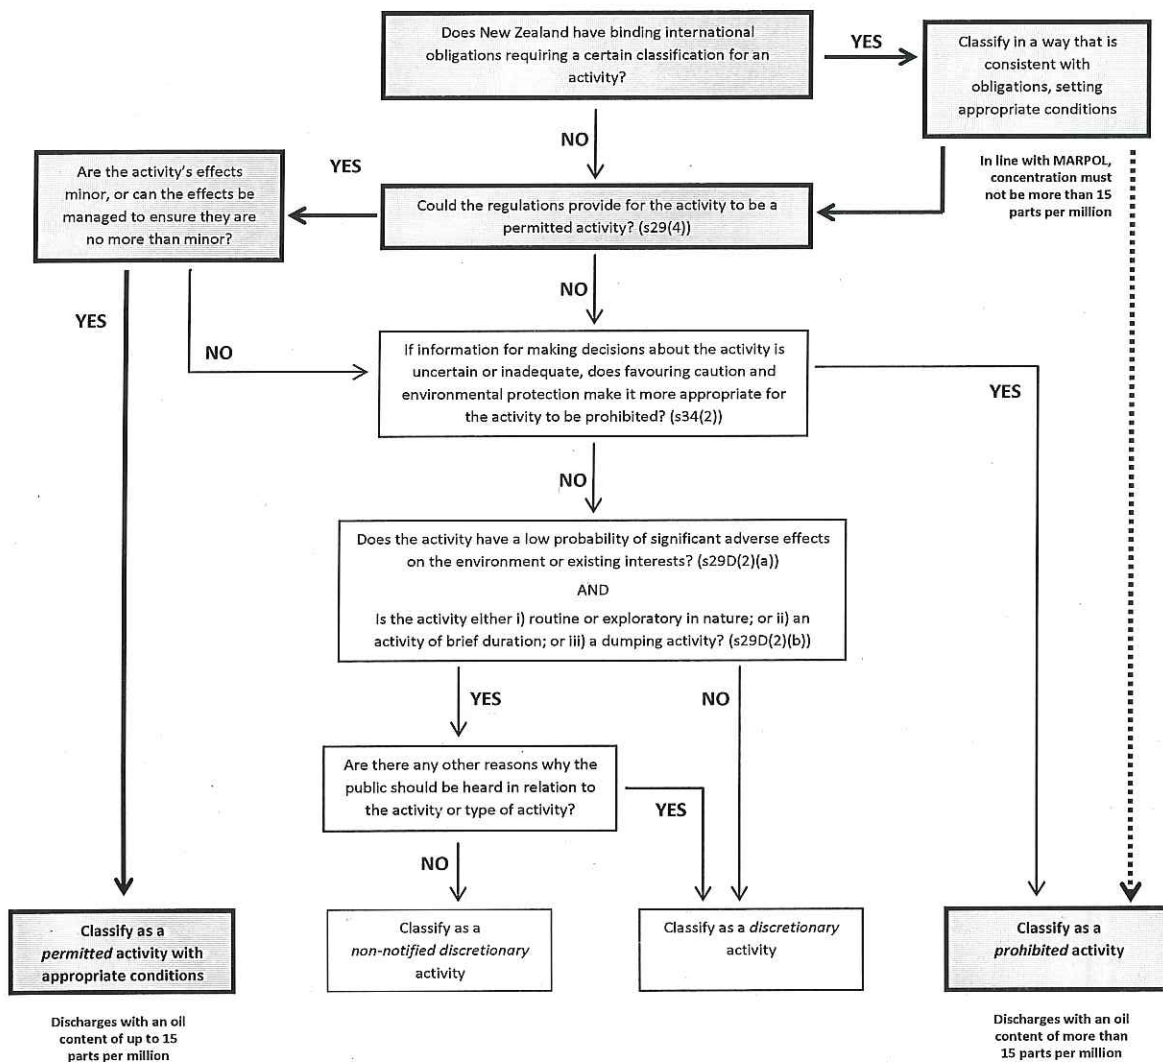 Does New Zealand have binding international
obligations requiring a certain classification for an
activity?
YES
Classify in a way that is
consistent with
obligations, setting
appropriate conditions
NO
In line with MARPOL,
concentration must
not be more than 15
parts per million
Are the activity's effects
minor, or can the effects be
managed to ensure they are
no more than minor?
YES
Could the regulations provide for the activity to be a
permitted activity? (s29(4))
YES
NO
NO
If information for making decisions about the activity is
uncertain or inadequate, does favouring caution and
environmental protection make it more appropriate for
the activity to be prohibited? (s34(2))
YES
NO
Does the activity have a low probability of significant adverse effects
on the environment or existing interests? (s29D(2)(a))
AND
Is the activity either i) routine or exploratory in nature; or ii) an
activity of brief duration; or iii) a dumping activity? (s29D(2)(b))
YES
NO
Are there any other reasons why the
public should be heard in relation to
the activity or type of activity?
YES
NO
Classify as a
permitted activity with
appropriate conditions
Classify as a
non-notified discretionary
activity
Classify as a discretionary
activity
Classify as a
prohibited activity
Discharges with an oil
content of up to 15
parts per million
Discharges with an oil
content of more than
15 parts per million